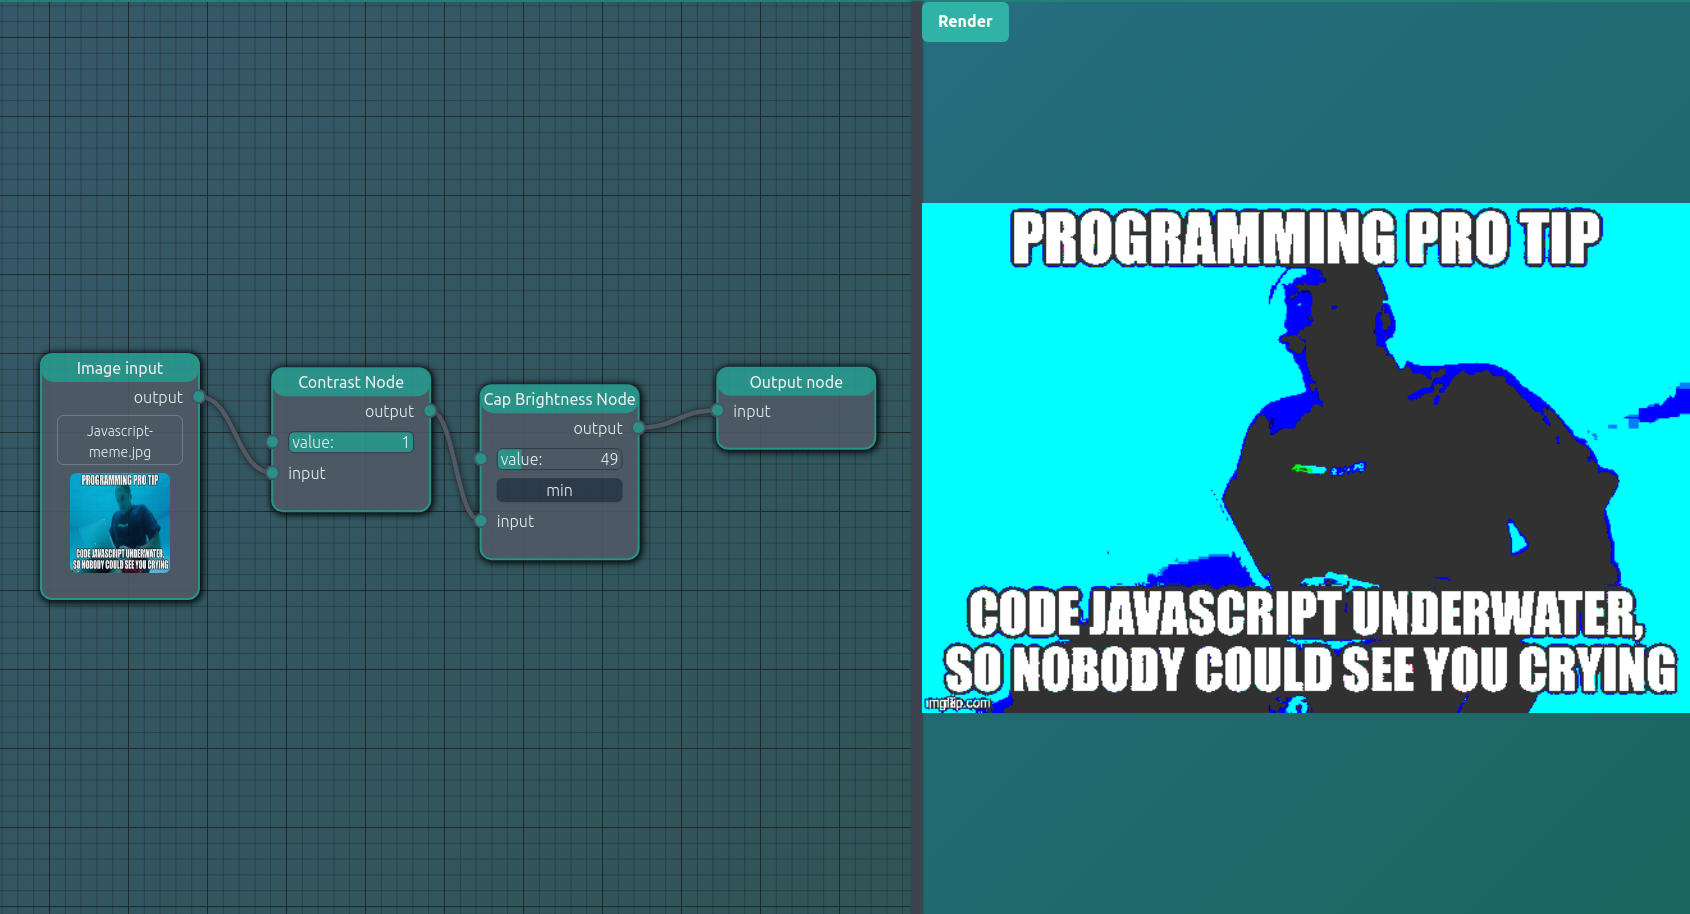 Render
Image input
output
Javascript-
meme.jpg
PROGRAMMING PRO TIP
CODE JAVASCRIPT UNDERWATER,
SO NOBODY COULD SEE YOU CRYING
Contrast Node
output
value: 1
input
Cap Brightness Node
output
value: 49
min
input
Output node
input
PROGRAMMING PRO TIP
CODE JAVASCRIPT UNDERWATER,
SO NOBODY COULD SEE YOU CRYING
imgflip.com